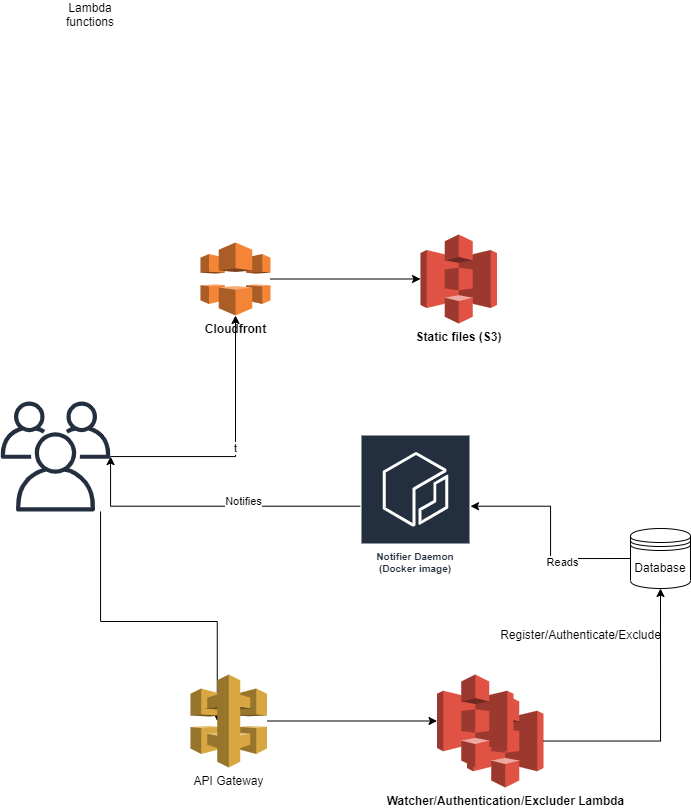 Lambda
functions
Cloudfront
Static files (S3)
t
Notifies
Notifier Daemon
(Docker image)
Reads
Database
Register/Authenticate/Exclude
API Gateway
Watcher/Authentication/Excluder Lambda